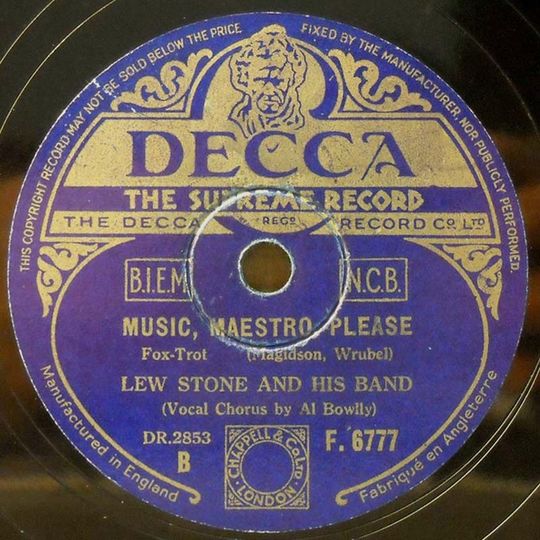 THIS COPYRIGHT RECORD MAY NOT BE SOLD BELOW THE PRICE FIXED BY THE MANUFACTURER, NOR PUBLICLY PERFORMED.
DECCA
THE SUPREME RECORD
THE DECCA REGD RECORD CO LTD
B.I.E.M. N.C.B.
MUSIC, MAESTRO, PLEASE
Fox-Trot (Magidson, Wrubel)
LEW STONE AND HIS BAND
(Vocal Chorus by Al Bowlly)
DR.2853 F. 6777
B
CHAPPELL & CO LTD LONDON
Manufactured in England
Fabriqué en Angleterre